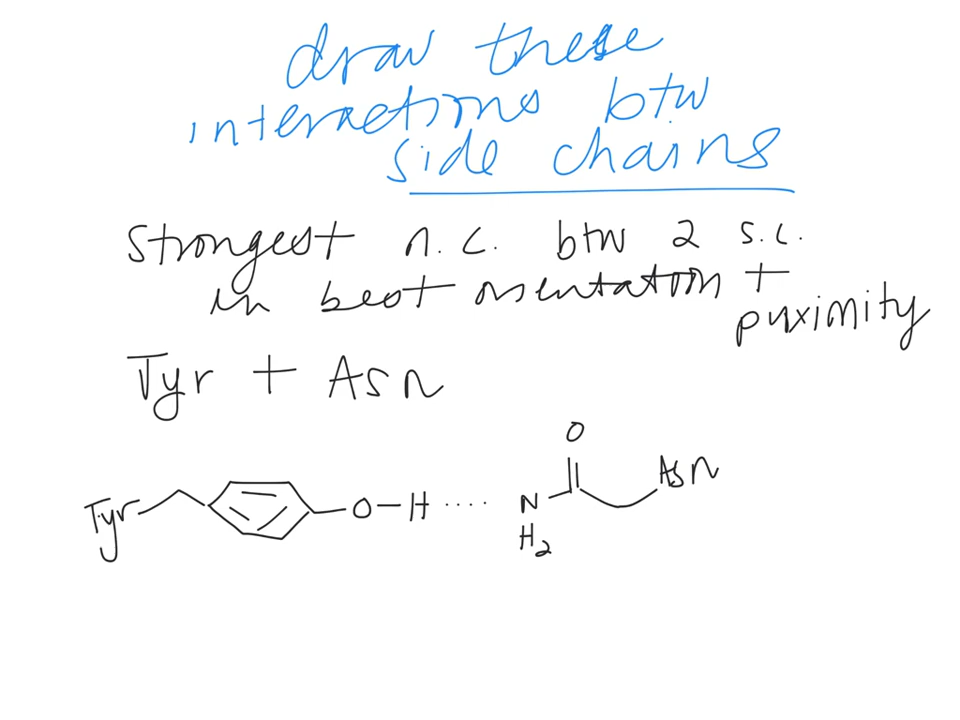 draw these
interactions btw
side chains
Strongest n.c. btw 2 s.c.
in best orientation +
proximity
Tyr + Asn
O
Tyr O-H .... N Asn
H2